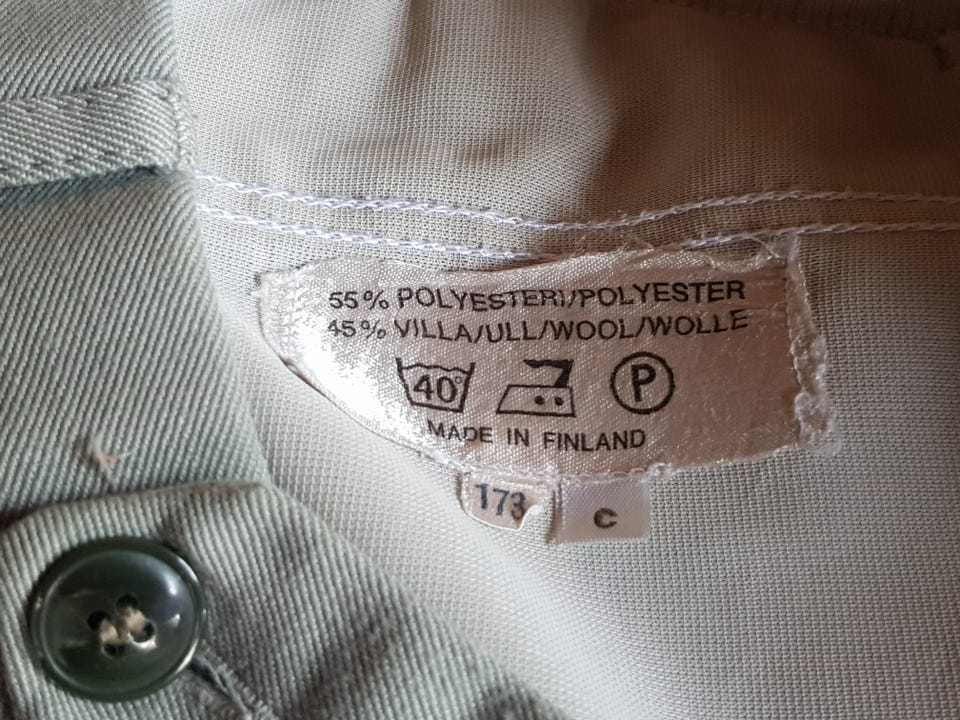 55% POLYESTERI/POLYESTER
45% VILLA/ULL/WOOL/WOLLE
40° P
MADE IN FINLAND
173 C